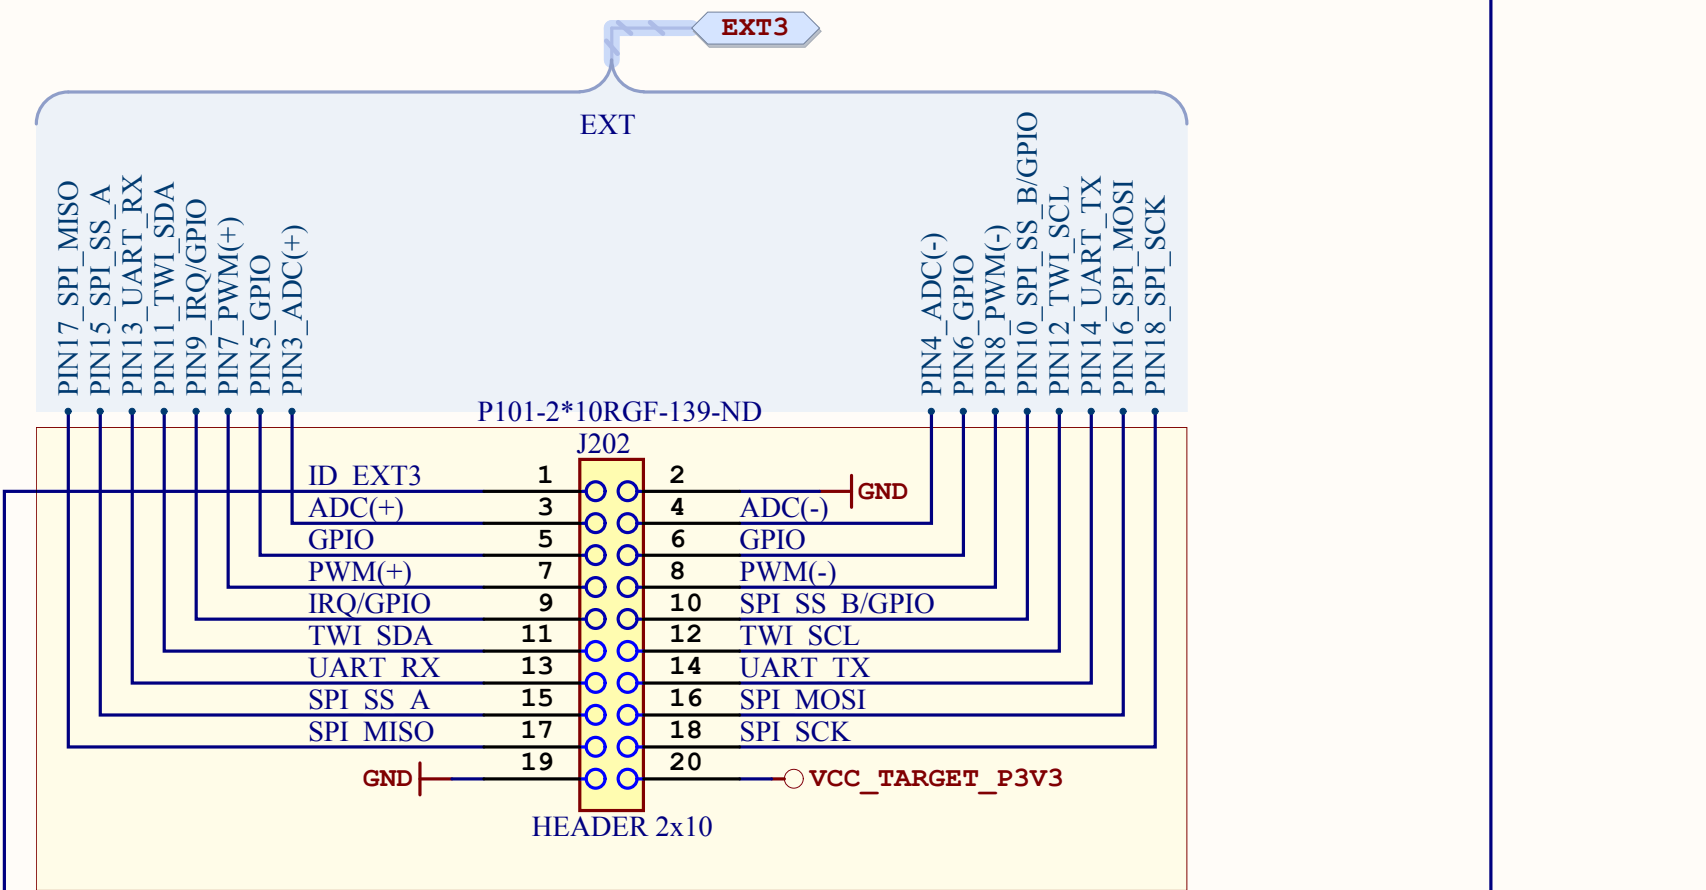 EXT3
EXT
PIN17_SPI_MISO
PIN15_SPI_SS_A
PIN13_UART_RX
PIN11_TWI_SDA
PIN9_IRQ/GPIO
PIN7_PWM(+)
PIN5_GPIO
PIN3_ADC(+)
PIN4_ADC(-)
PIN6_GPIO
PIN8_PWM(-)
PIN10_SPI_SS_B/GPIO
PIN12_TWI_SCL
PIN14_UART_TX
PIN16_SPI_MOSI
PIN18_SPI_SCK
P101-2*10RGF-139-ND
J202
ID_EXT3 1 2 GND
ADC(+) 3 4 ADC(-)
GPIO 5 6 GPIO
PWM(+) 7 8 PWM(-)
IRQ/GPIO 9 10 SPI_SS_B/GPIO
TWI_SDA 11 12 TWI_SCL
UART_RX 13 14 UART_TX
SPI_SS_A 15 16 SPI_MOSI
SPI_MISO 17 18 SPI_SCK
GND 19 20 VCC_TARGET_P3V3
HEADER 2x10